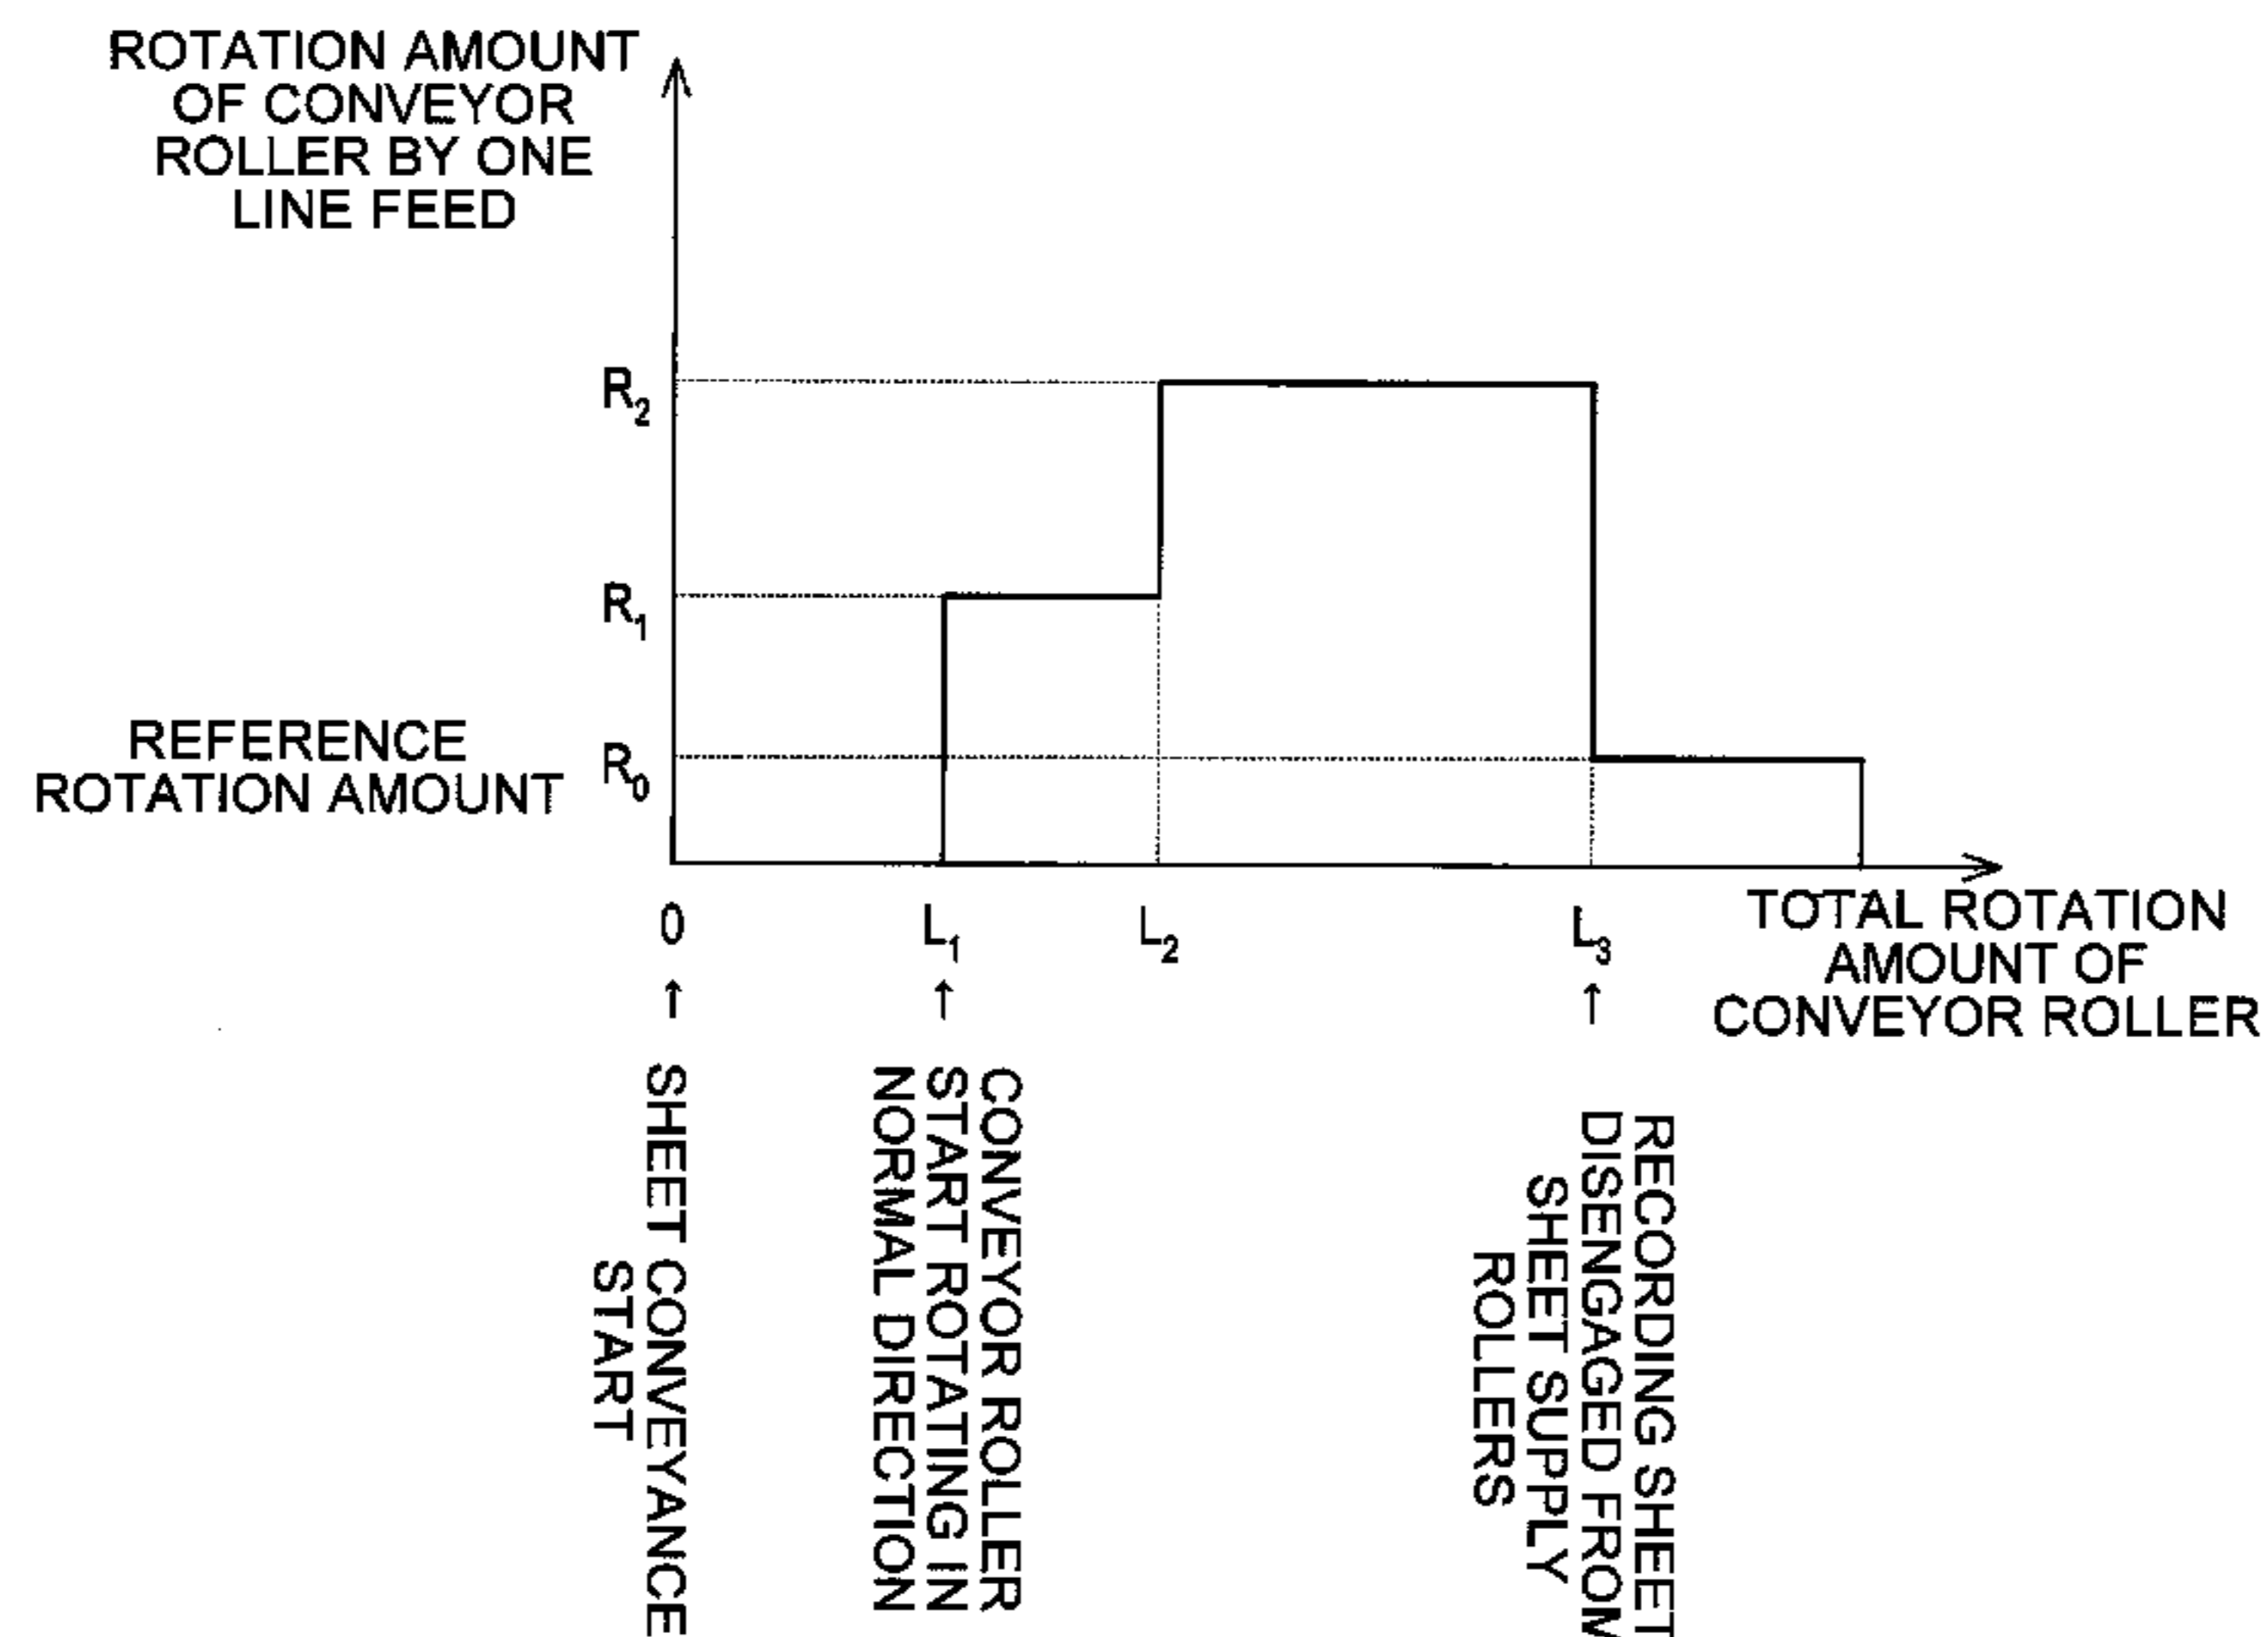 ROTATION AMOUNT
OF CONVEYOR
ROLLER BY ONE
LINE FEED
R₂
R₁
REFERENCE
ROTATION AMOUNT
R₀
0
L₁
L₂
L₃
TOTAL ROTATION
AMOUNT OF
CONVEYOR ROLLER
SHEET CONVEYANCE
START
CONVEYOR ROLLER
START ROTATING IN
NORMAL DIRECTION
RECORDING SHEET
DISENGAGED FROM
SHEET SUPPLY
ROLLERS